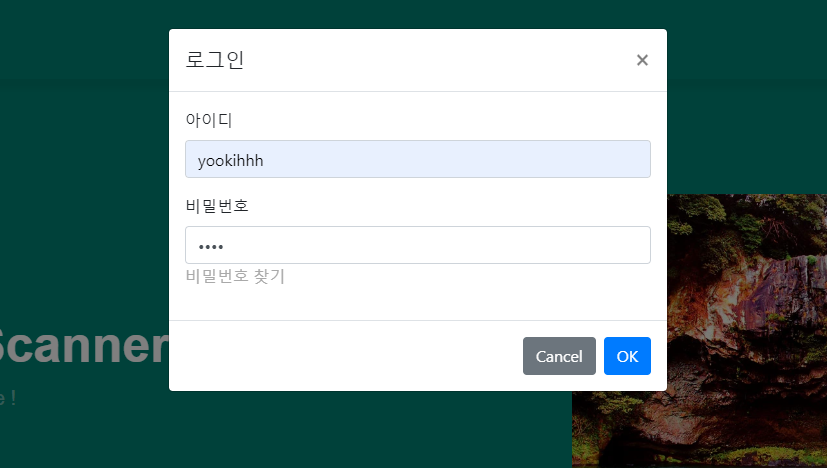 로그인
×
아이디
yookihhh
비밀번호
••••
비밀번호 찾기
Scanner
e !
Cancel
OK